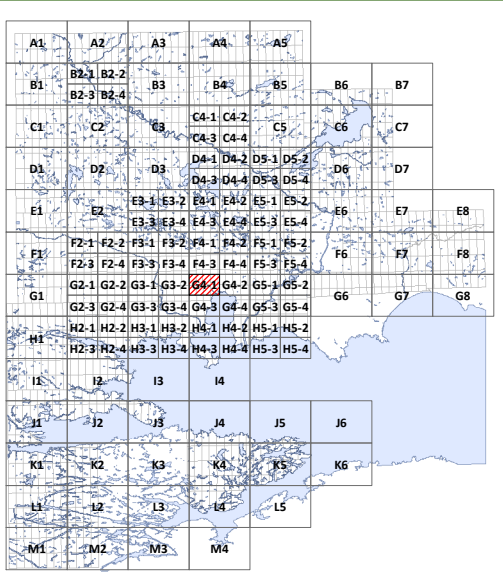 A1 A2 A3 A4 A5
B2-1 B2-2
B1 B3 B4 B5 B6 B7
B2-3 B2-4
C4-1 C4-2
C1 C2 C3 C5 C6 C7
C4-3 C4-4
D4-1 D4-2 D5-1 D5-2
D1 D2 D3 D6 D7
D4-3 D4-4 D5-3 D5-4
E3-1 E3-2 E4-1 E4-2 E5-1 E5-2
E1 E2 E6 E7 E8
E3-3 E3-4 E4-3 E4-4 E5-3 E5-4
F2-1 F2-2 F3-1 F3-2 F4-1 F4-2 F5-1 F5-2
F1 F6 F7 F8
F2-3 F2-4 F3-3 F3-4 F4-3 F4-4 F5-3 F5-4
G2-1 G2-2 G3-1 G3-2 G4-1 G4-2 G5-1 G5-2
G1 G6 G7 G8
G2-3 G2-4 G3-3 G3-4 G4-3 G4-4 G5-3 G5-4
H2-1 H2-2 H3-1 H3-2 H4-1 H4-2 H5-1 H5-2
H1
H2-3 H2-4 H3-3 H3-4 H4-3 H4-4 H5-3 H5-4
I1 I2 I3 I4
J1 J2 J3 J4 J5 J6
K1 K2 K3 K4 K5 K6
L1 L2 L3 L4 L5
M1 M2 M3 M4